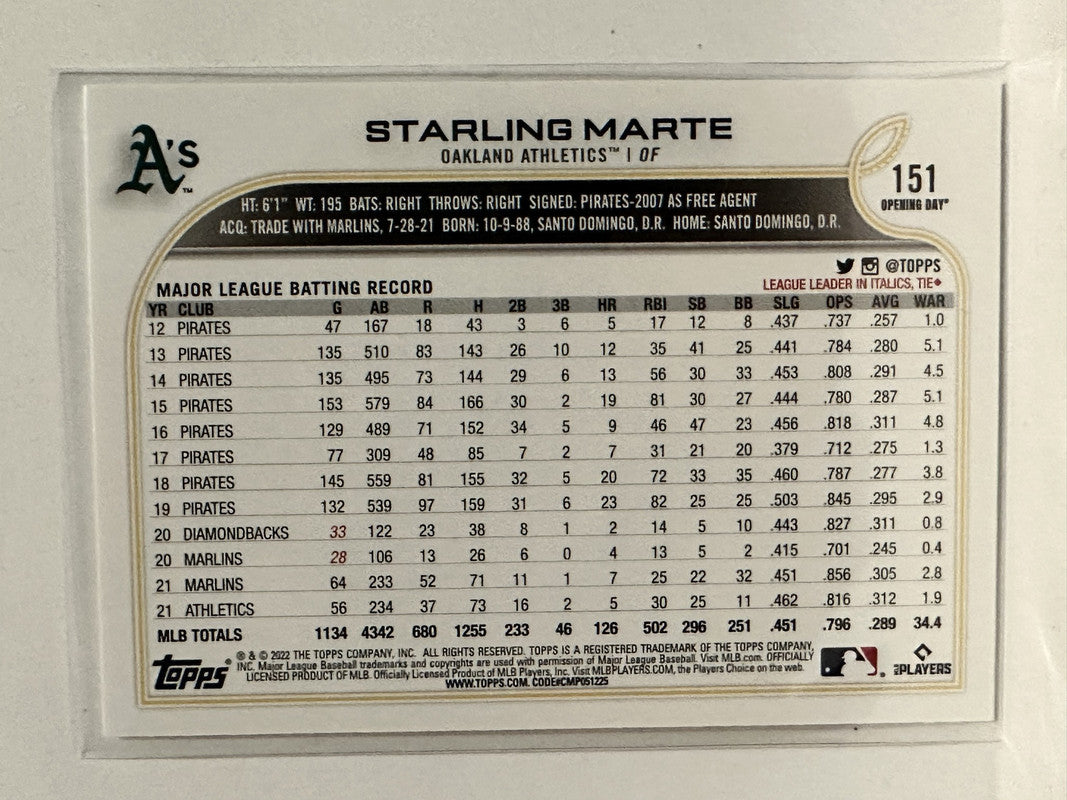 A's™
STARLING MARTE
OAKLAND ATHLETICS™ | OF
151
OPENING DAY®
HT: 6'1" WT: 195 BATS: RIGHT THROWS: RIGHT SIGNED: PIRATES-2007 AS FREE AGENT
ACQ: TRADE WITH MARLINS, 7-28-21 BORN: 10-9-88, SANTO DOMINGO, D.R. HOME: SANTO DOMINGO, D.R.
@TOPPS
MAJOR LEAGUE BATTING RECORD
LEAGUE LEADER IN ITALICS, TIE♦
YR CLUB G AB R H 2B 3B HR RBI SB BB SLG OPS AVG WAR
12 PIRATES 47 167 18 43 3 6 5 17 12 8 .437 .737 .257 1.0
13 PIRATES 135 510 83 143 26 10 12 35 41 25 .441 .784 .280 5.1
14 PIRATES 135 495 73 144 29 6 13 56 30 33 .453 .808 .291 4.5
15 PIRATES 153 579 84 166 30 2 19 81 30 27 .444 .780 .287 5.1
16 PIRATES 129 489 71 152 34 5 9 46 47 23 .456 .818 .311 4.8
17 PIRATES 77 309 48 85 7 2 7 31 21 20 .379 .712 .275 1.3
18 PIRATES 145 559 81 155 32 5 20 72 33 35 .460 .787 .277 3.8
19 PIRATES 132 539 97 159 31 6 23 82 25 25 .503 .845 .295 2.9
20 DIAMONDBACKS 33 122 23 38 8 1 2 14 5 10 .443 .827 .311 0.8
20 MARLINS 28 106 13 26 6 0 4 13 5 2 .415 .701 .245 0.4
21 MARLINS 64 233 52 71 11 1 7 25 22 32 .451 .856 .305 2.8
21 ATHLETICS 56 234 37 73 16 2 5 30 25 11 .462 .816 .312 1.9
MLB TOTALS 1134 4342 680 1255 233 46 126 502 296 251 .451 .796 .289 34.4
topps®
® & © 2022 THE TOPPS COMPANY, INC. ALL RIGHTS RESERVED. TOPPS IS A REGISTERED TRADEMARK OF THE TOPPS COMPANY,
INC. Major League Baseball trademarks and copyrights are used with permission of Major League Baseball. Visit MLB.com. OFFICIALLY
LICENSED PRODUCT OF MLB. Officially Licensed Product of MLB Players, Inc. Visit MLBPLAYERS.COM, the Players Choice on the web.
WWW.TOPPS.COM. CODE#CMP051225
MLB PLAYERS